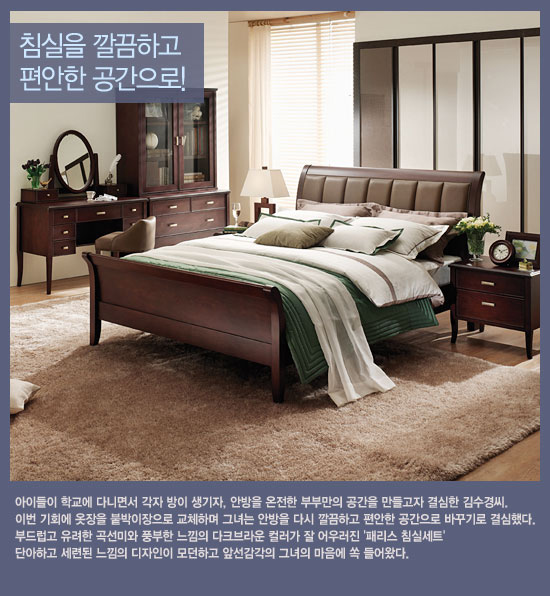 침실을 깔끔하고
편안한 공간으로!
아이들이 학교에 다니면서 각자 방이 생기자, 안방을 온전한 부부만의 공간을 만들고자 결심한 김수경씨.
이번 기회에 옷장을 붙박이장으로 교체하며 그녀는 안방을 다시 깔끔하고 편안한 공간으로 바꾸기로 결심했다.
부드럽고 유려한 곡선미와 풍부한 느낌의 다크브라운 컬러가 잘 어우러진 '패리스 침실세트'
단아하고 세련된 느낌의 디자인이 모던하고 앞선감각의 그녀의 마음에 쏙 들어왔다.